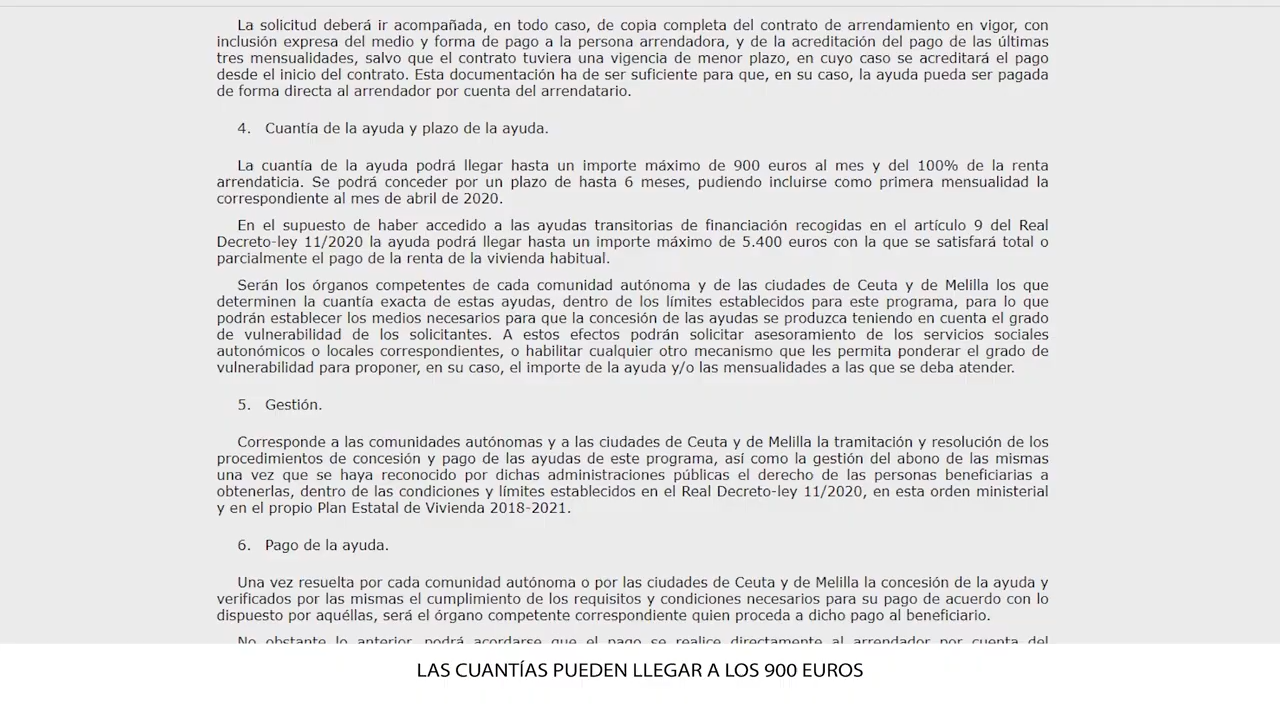 La solicitud deberá ir acompañada, en todo caso, de copia completa del contrato de arrendamiento en vigor, con
inclusión expresa del medio y forma de pago a la persona arrendadora, y de la acreditación del pago de las últimas
tres mensualidades, salvo que el contrato tuviera una vigencia de menor plazo, en cuyo caso se acreditará el pago
desde el inicio del contrato. Esta documentación ha de ser suficiente para que, en su caso, la ayuda pueda ser pagada
de forma directa al arrendador por cuenta del arrendatario.
4. Cuantía de la ayuda y plazo de la ayuda.
La cuantía de la ayuda podrá llegar hasta un importe máximo de 900 euros al mes y del 100% de la renta
arrendaticia. Se podrá conceder por un plazo de hasta 6 meses, pudiendo incluirse como primera mensualidad la
correspondiente al mes de abril de 2020.
En el supuesto de haber accedido a las ayudas transitorias de financiación recogidas en el artículo 9 del Real
Decreto-ley 11/2020 la ayuda podrá llegar hasta un importe máximo de 5.400 euros con la que se satisfará total o
parcialmente el pago de la renta de la vivienda habitual.
Serán los órganos competentes de cada comunidad autónoma y de las ciudades de Ceuta y de Melilla los que
determinen la cuantía exacta de estas ayudas, dentro de los límites establecidos para este programa, para lo que
podrán establecer los medios necesarios para que la concesión de las ayudas se produzca teniendo en cuenta el grado
de vulnerabilidad de los solicitantes. A estos efectos podrán solicitar asesoramiento de los servicios sociales
autonómicos o locales correspondientes, o habilitar cualquier otro mecanismo que les permita ponderar el grado de
vulnerabilidad para proponer, en su caso, el importe de la ayuda y/o las mensualidades a las que se deba atender.
5. Gestión.
Corresponde a las comunidades autónomas y a las ciudades de Ceuta y de Melilla la tramitación y resolución de los
procedimientos de concesión y pago de las ayudas de este programa, así como la gestión del abono de las mismas
una vez que se haya reconocido por dichas administraciones públicas el derecho de las personas beneficiarias a
obtenerlas, dentro de las condiciones y límites establecidos en el Real Decreto-ley 11/2020, en esta orden ministerial
y en el propio Plan Estatal de Vivienda 2018-2021.
6. Pago de la ayuda.
Una vez resuelta por cada comunidad autónoma o por las ciudades de Ceuta y de Melilla la concesión de la ayuda y
verificados por las mismas el cumplimiento de los requisitos y condiciones necesarios para su pago de acuerdo con lo
dispuesto por aquéllas, será el órgano competente correspondiente quien proceda a dicho pago al beneficiario.
No obstante lo anterior, podrá acordarse que el pago se realice directamente al arrendador por cuenta del
LAS CUANTÍAS PUEDEN LLEGAR A LOS 900 EUROS